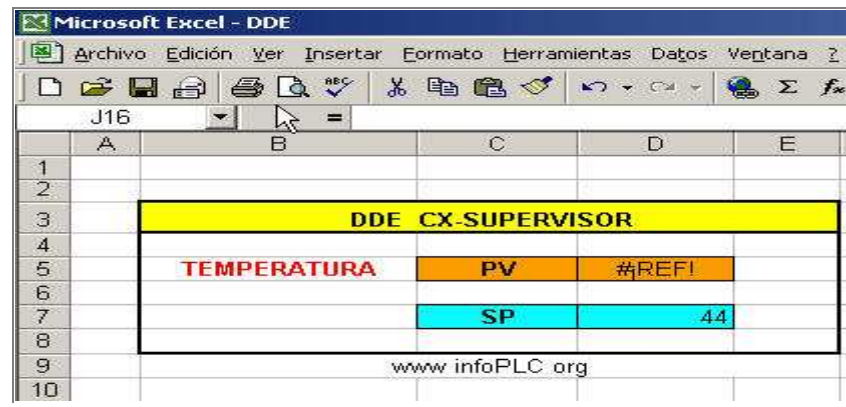 Microsoft Excel - DDE
Archivo Edición Ver Insertar Formato Herramientas Datos Ventana ?
ABC Σ f
J16 =
A B C D E
1
2
3 DDE CX-SUPERVISOR
4
5 TEMPERATURA PV #¡REF!
6
7 SP 44
8
9 www infoPLC org
10